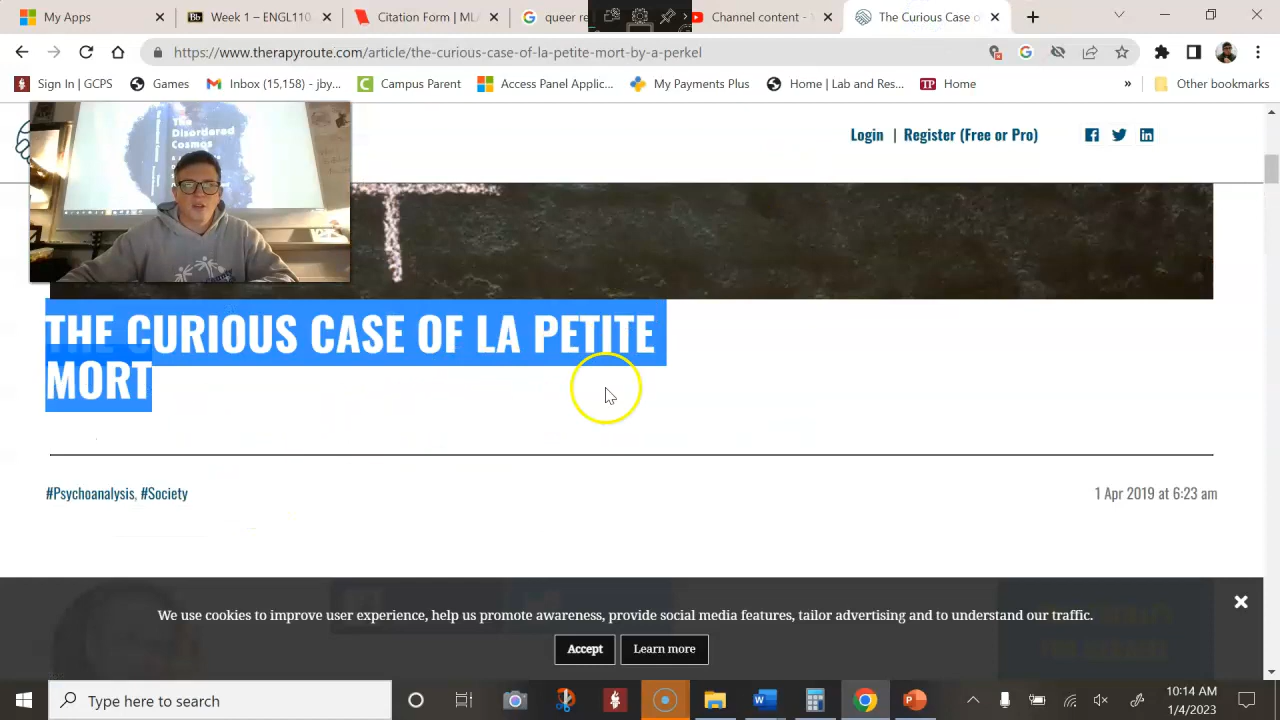 My Apps
Bb Week 1 – ENGL110
Citation Form | MLA
queer re
Channel content -
The Curious Case o
https://www.therapyroute.com/article/the-curious-case-of-la-petite-mort-by-a-perkel
Sign In | GCPS
Games
Inbox (15,158) - jby...
Campus Parent
Access Panel Applic...
My Payments Plus
Home | Lab and Res...
TP Home
»
Other bookmarks
The
Disordered
Cosmos
Login | Register (Free or Pro)
THE CURIOUS CASE OF LA PETITE
MORT
#Psychoanalysis, #Society
1 Apr 2019 at 6:23 am
We use cookies to improve user experience, help us promote awareness, provide social media features, tailor advertising and to understand our traffic.
Accept
Learn more
Type here to search
10:14 AM
1/4/2023